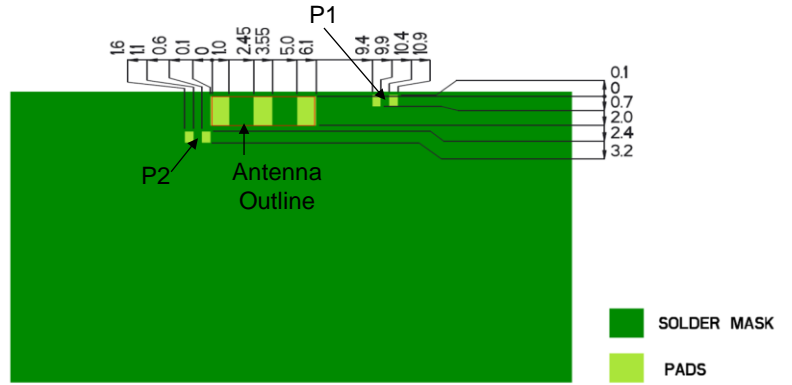 P1
1.6 1.1 0.6 0.1 0 1.0 2.45 3.55 5.0 6.1 9.4 9.9 10.4 10.9
0.1
0
0.7
2.0
2.4
3.2
P2
Antenna
Outline
SOLDER MASK
PADS